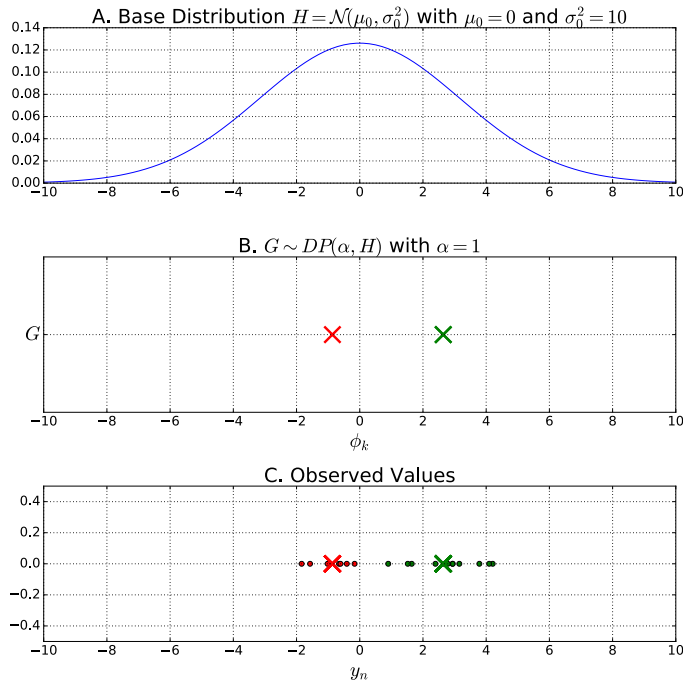 A. Base Distribution H = N(μ₀, σ₀²) with μ₀ = 0 and σ₀² = 10
0.14
0.12
0.10
0.08
0.06
0.04
0.02
0.00
−10 −8 −6 −4 −2 0 2 4 6 8 10
B. G ∼ DP(α, H) with α = 1
G
−10 −8 −6 −4 −2 0 2 4 6 8 10
ϕₖ
C. Observed Values
0.4
0.2
0.0
−0.2
−0.4
−10 −8 −6 −4 −2 0 2 4 6 8 10
yₙ